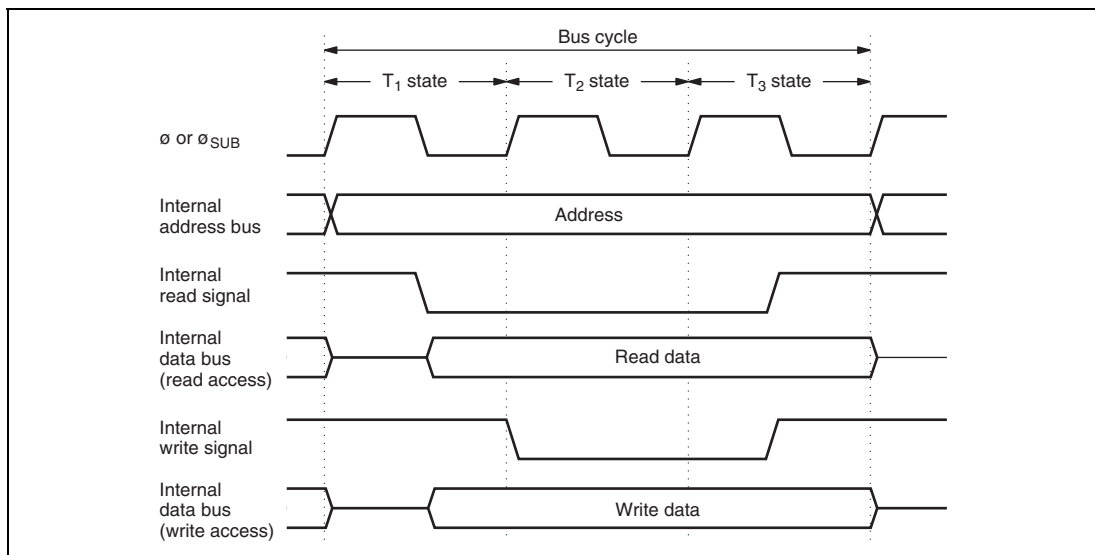 Bus cycle
T₁ state T₂ state T₃ state
ø or øSUB
Internal
address bus
Address
Internal
read signal
Internal
data bus
(read access)
Read data
Internal
write signal
Internal
data bus
(write access)
Write data